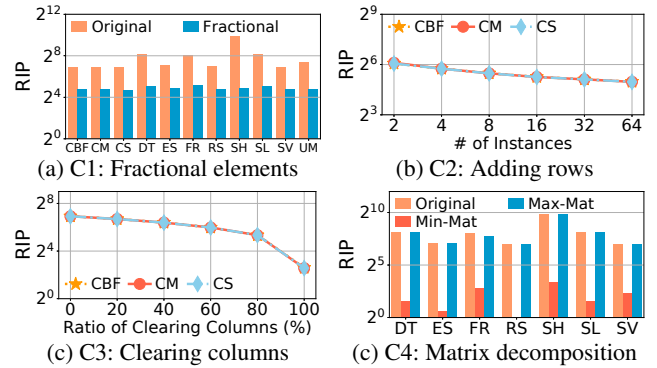 2^12
2^8
2^4
2^0
RIP
Original
Fractional
CBF CM CS DT ES FR RS SH SL SV UM
(a) C1: Fractional elements
2^9
2^6
2^3
RIP
CBF
CM
CS
2 4 8 16 32 64
# of Instances
(b) C2: Adding rows
2^8
2^4
2^0
RIP
CBF
CM
CS
0 20 40 60 80 100
Ratio of Clearing Columns (%)
(c) C3: Clearing columns
2^10
2^5
2^0
RIP
Original
Max-Mat
Min-Mat
DT ES FR RS SH SL SV
(c) C4: Matrix decomposition